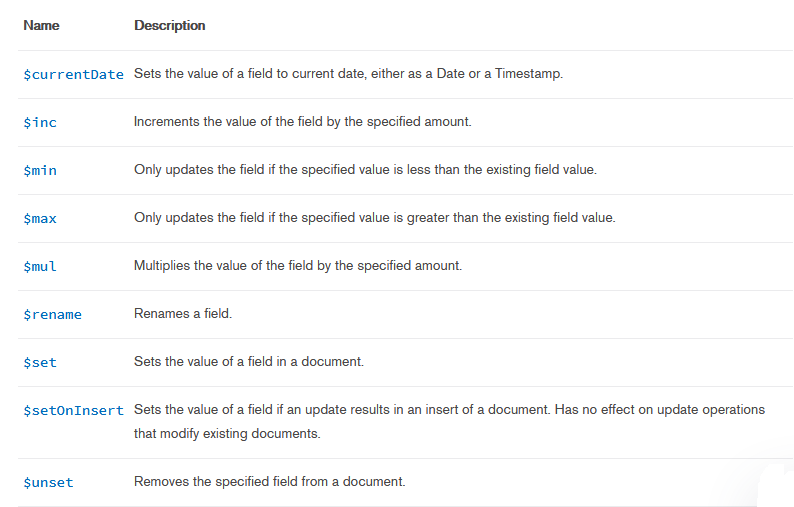 Name Description
$currentDate Sets the value of a field to current date, either as a Date or a Timestamp.
$inc Increments the value of the field by the specified amount.
$min Only updates the field if the specified value is less than the existing field value.
$max Only updates the field if the specified value is greater than the existing field value.
$mul Multiplies the value of the field by the specified amount.
$rename Renames a field.
$set Sets the value of a field in a document.
$setOnInsert Sets the value of a field if an update results in an insert of a document. Has no effect on update operations
that modify existing documents.
$unset Removes the specified field from a document.